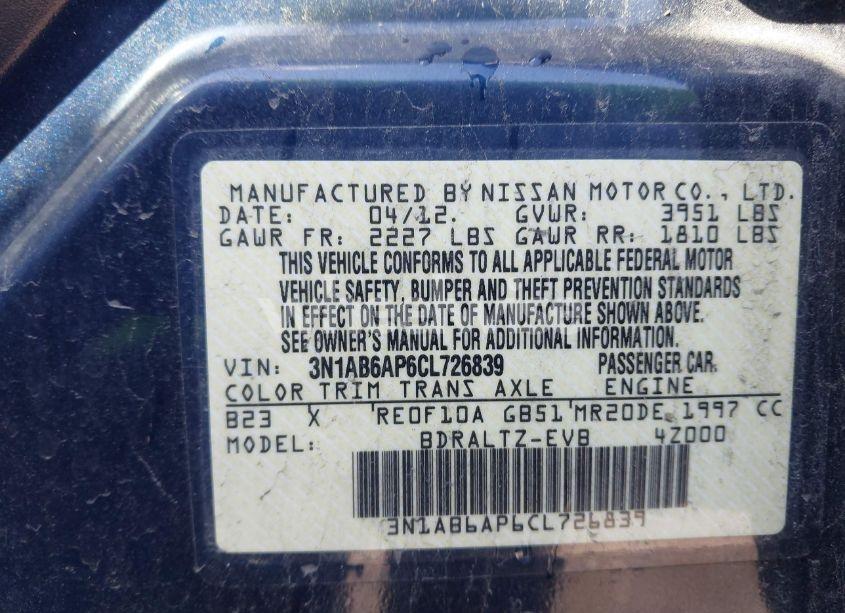 MANUFACTURED BY NISSAN MOTOR CO., LTD.
DATE: 04/12. GVWR: 3951 LBS
GAWR FR: 2227 LBS GAWR RR: 1810 LBS
THIS VEHICLE CONFORMS TO ALL APPLICABLE FEDERAL MOTOR
VEHICLE SAFETY, BUMPER AND THEFT PREVENTION STANDARDS
IN EFFECT ON THE DATE OF MANUFACTURE SHOWN ABOVE.
SEE OWNER'S MANUAL FOR ADDITIONAL INFORMATION.
VIN: 3N1AB6AP6CL726839 PASSENGER CAR
COLOR TRIM TRANS AXLE ENGINE
B23 X RE0F10A GB51 MR20DE 1997 CC
MODEL: BDRALTZ-EVB 4Z000
3N1AB6AP6CL726839